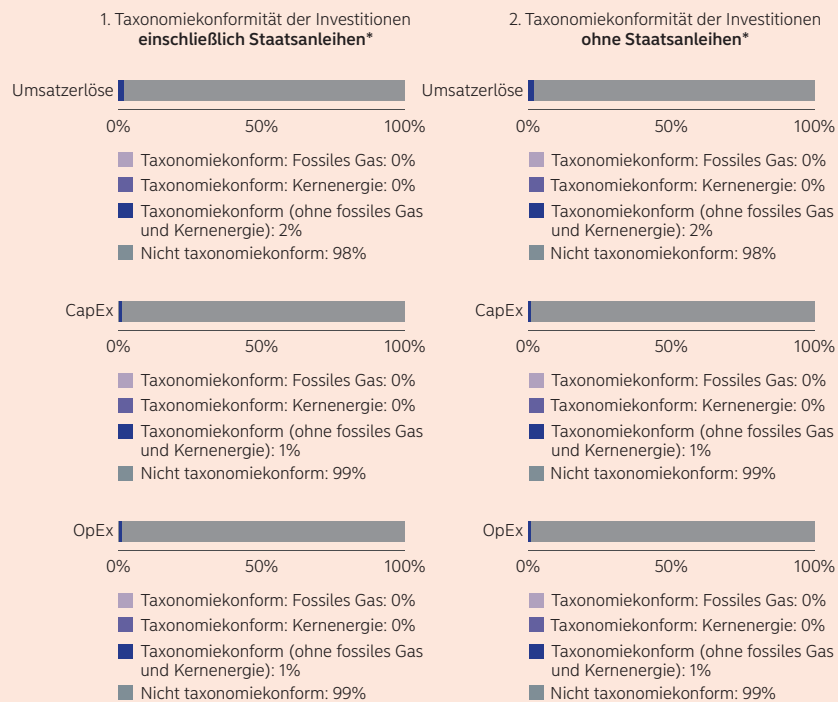 1. Taxonomiekonformität der Investitionen
einschließlich Staatsanleihen*
Umsatzerlöse
0% 50% 100%
Taxonomiekonform: Fossiles Gas: 0%
Taxonomiekonform: Kernenergie: 0%
Taxonomiekonform (ohne fossiles Gas
und Kernenergie): 2%
Nicht taxonomiekonform: 98%
CapEx
0% 50% 100%
Taxonomiekonform: Fossiles Gas: 0%
Taxonomiekonform: Kernenergie: 0%
Taxonomiekonform (ohne fossiles Gas
und Kernenergie): 1%
Nicht taxonomiekonform: 99%
OpEx
0% 50% 100%
Taxonomiekonform: Fossiles Gas: 0%
Taxonomiekonform: Kernenergie: 0%
Taxonomiekonform (ohne fossiles Gas
und Kernenergie): 1%
Nicht taxonomiekonform: 99%
2. Taxonomiekonformität der Investitionen
ohne Staatsanleihen*
Umsatzerlöse
0% 50% 100%
Taxonomiekonform: Fossiles Gas: 0%
Taxonomiekonform: Kernenergie: 0%
Taxonomiekonform (ohne fossiles Gas
und Kernenergie): 2%
Nicht taxonomiekonform: 98%
CapEx
0% 50% 100%
Taxonomiekonform: Fossiles Gas: 0%
Taxonomiekonform: Kernenergie: 0%
Taxonomiekonform (ohne fossiles Gas
und Kernenergie): 1%
Nicht taxonomiekonform: 99%
OpEx
0% 50% 100%
Taxonomiekonform: Fossiles Gas: 0%
Taxonomiekonform: Kernenergie: 0%
Taxonomiekonform (ohne fossiles Gas
und Kernenergie): 1%
Nicht taxonomiekonform: 99%